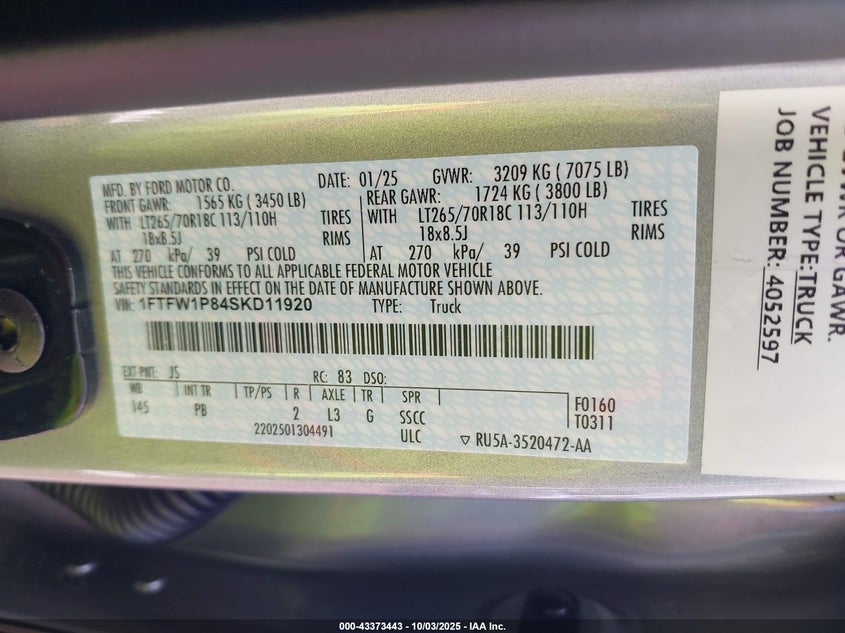 MFD. BY FORD MOTOR CO. DATE: 01/25 GVWR: 3209 KG ( 7075 LB)
FRONT GAWR: 1565 KG ( 3450 LB) REAR GAWR: 1724 KG ( 3800 LB)
WITH LT265/70R18C 113/110H TIRES WITH LT265/70R18C 113/110H TIRES
18x8.5J RIMS 18x8.5J RIMS
AT 270 kPa/ 39 PSI COLD AT 270 kPa/ 39 PSI COLD
THIS VEHICLE CONFORMS TO ALL APPLICABLE FEDERAL MOTOR VEHICLE
SAFETY STANDARDS IN EFFECT ON THE DATE OF MANUFACTURE SHOWN ABOVE.
VIN: 1FTFW1P84SKD11920 TYPE: Truck
EXT PNT: JS RC: 83 DSO:
WB INT TR TP/PS R AXLE TR SPR
145 PB 2 L3 G SSCC
F0160
T0311
2202501304491 ULC ▽ RU5A-3520472-AA
OR GAWR.
VEHICLE TYPE:TRUCK
JOB NUMBER: 4052597
000-43373443 - 10/03/2025 - IAA Inc.